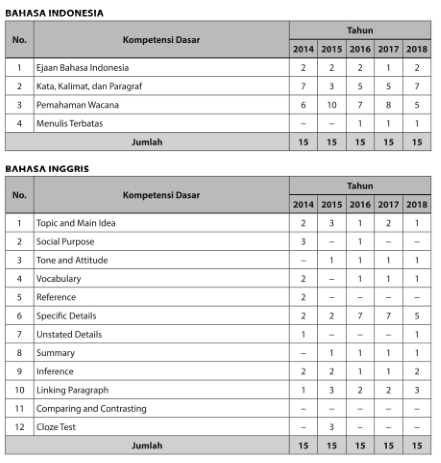 BAHASA INDONESIA
No. Kompetensi Dasar Tahun
2014 2015 2016 2017 2018
1 Ejaan Bahasa Indonesia 2 2 2 1 2
2 Kata, Kalimat, dan Paragraf 7 3 5 5 7
3 Pemahaman Wacana 6 10 7 8 5
4 Menulis Terbatas – – 1 1 1
Jumlah 15 15 15 15 15
BAHASA INGGRIS
No. Kompetensi Dasar Tahun
2014 2015 2016 2017 2018
1 Topic and Main Idea 2 3 1 2 1
2 Social Purpose 3 – 1 – –
3 Tone and Attitude – 1 1 1 1
4 Vocabulary 2 – 1 1 1
5 Reference 2 – – – –
6 Specific Details 2 2 7 7 5
7 Unstated Details 1 – – – 1
8 Summary – 1 1 1 1
9 Inference 2 2 1 1 2
10 Linking Paragraph 1 3 2 2 3
11 Comparing and Contrasting – – – – –
12 Cloze Test – 3 – – –
Jumlah 15 15 15 15 15